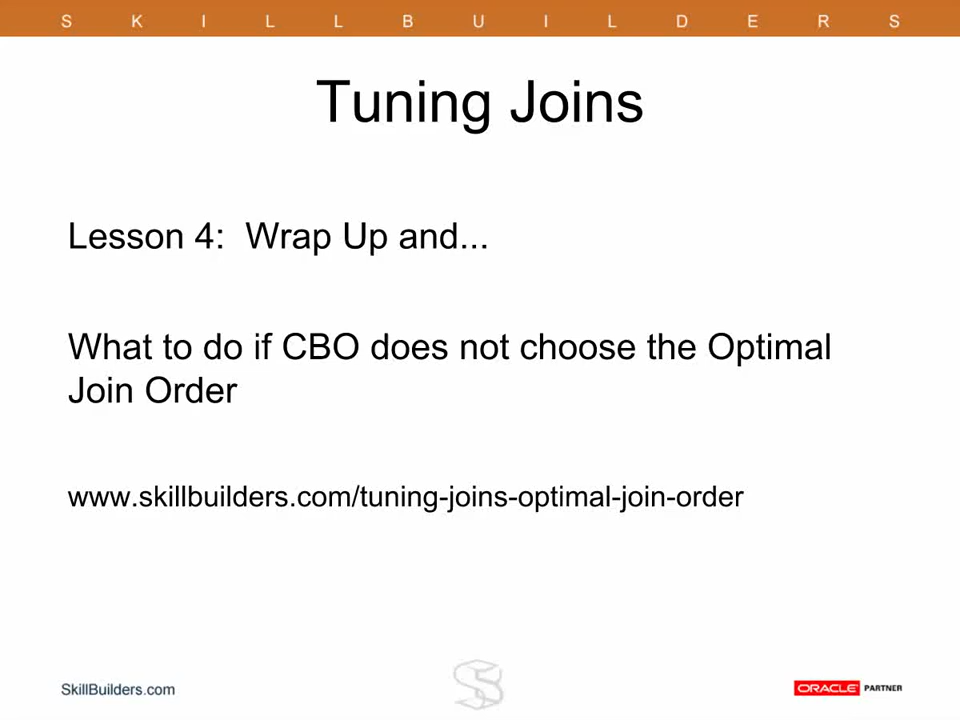 S K I L L B U I L D E R S
Tuning Joins
Lesson 4: Wrap Up and...
What to do if CBO does not choose the Optimal
Join Order
www.skillbuilders.com/tuning-joins-optimal-join-order
SkillBuilders.com
S
ORACLE PARTNER